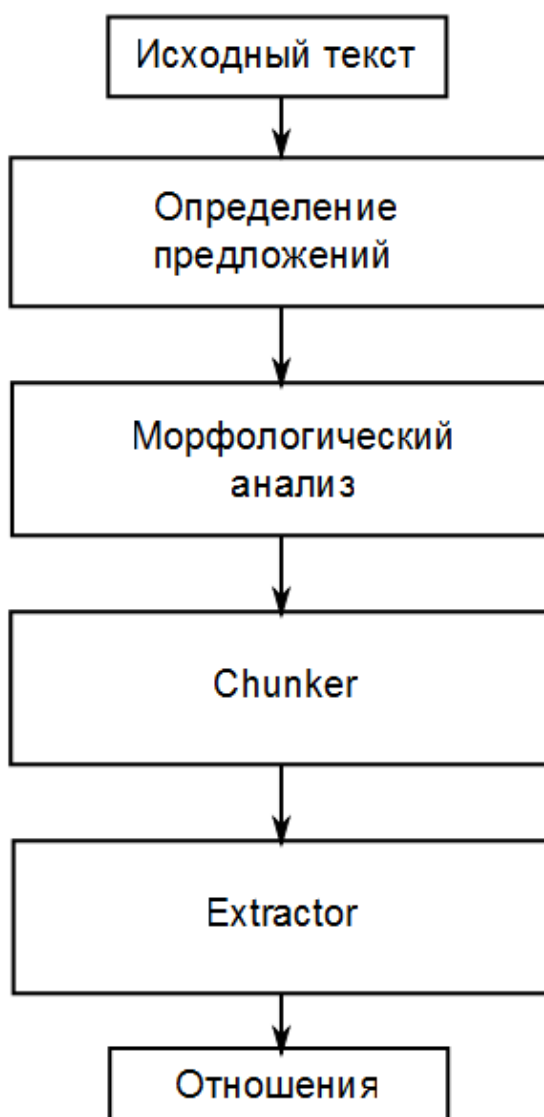 Исходный текст
Определение
предложений
Морфологический
анализ
Chunker
Extractor
Отношения